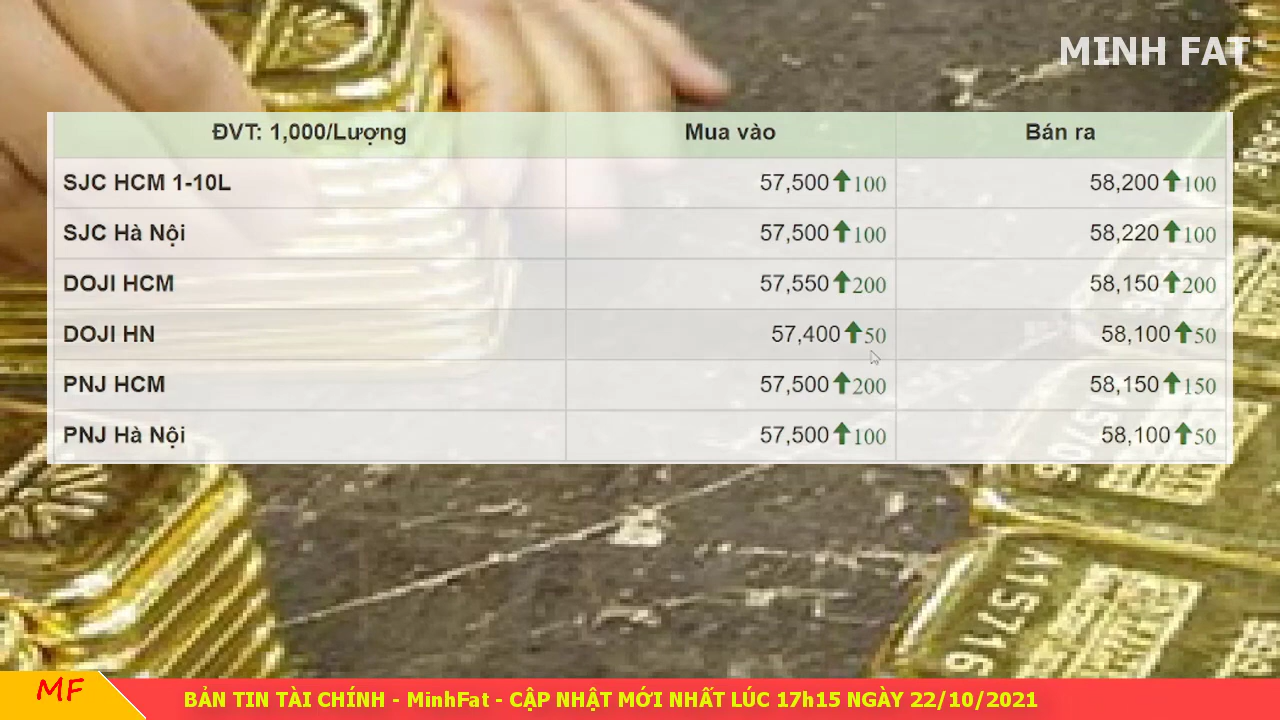 MINH FAT
ĐVT: 1,000/Lượng Mua vào Bán ra
SJC HCM 1-10L 57,500 100 58,200 100
SJC Hà Nội 57,500 100 58,220 100
DOJI HCM 57,550 200 58,150 200
DOJI HN 57,400 50 58,100 50
PNJ HCM 57,500 200 58,150 150
PNJ Hà Nội 57,500 100 58,100 50
A15716
MF
BẢN TIN TÀI CHÍNH - MinhFat - CẬP NHẬT MỚI NHẤT LÚC 17h15 NGÀY 22/10/2021